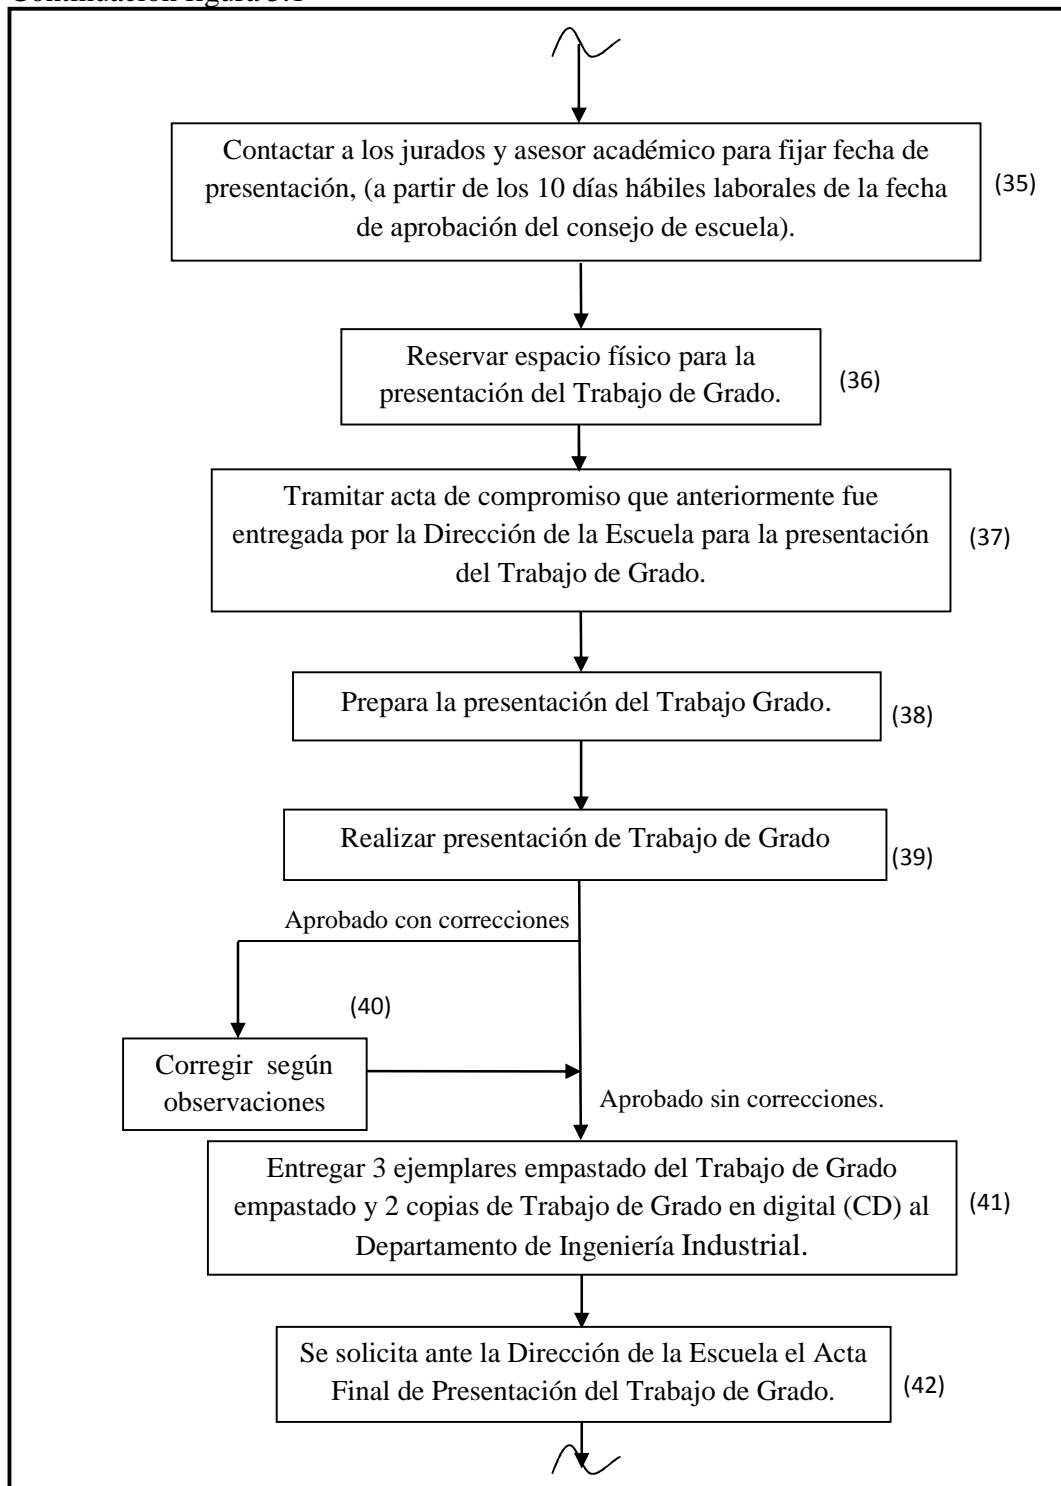 Continuación figura 5.1
Contactar a los jurados y asesor académico para fijar fecha de
presentación, (a partir de los 10 días hábiles laborales de la fecha
de aprobación del consejo de escuela).
(35)
Reservar espacio físico para la
presentación del Trabajo de Grado.
(36)
Tramitar acta de compromiso que anteriormente fue
entregada por la Dirección de la Escuela para la presentación
del Trabajo de Grado.
(37)
Prepara la presentación del Trabajo Grado.
(38)
Realizar presentación de Trabajo de Grado
(39)
Aprobado con correcciones
(40)
Corregir según
observaciones
Aprobado sin correcciones.
Entregar 3 ejemplares empastado del Trabajo de Grado
empastado y 2 copias de Trabajo de Grado en digital (CD) al
Departamento de Ingeniería Industrial.
(41)
Se solicita ante la Dirección de la Escuela el Acta
Final de Presentación del Trabajo de Grado.
(42)